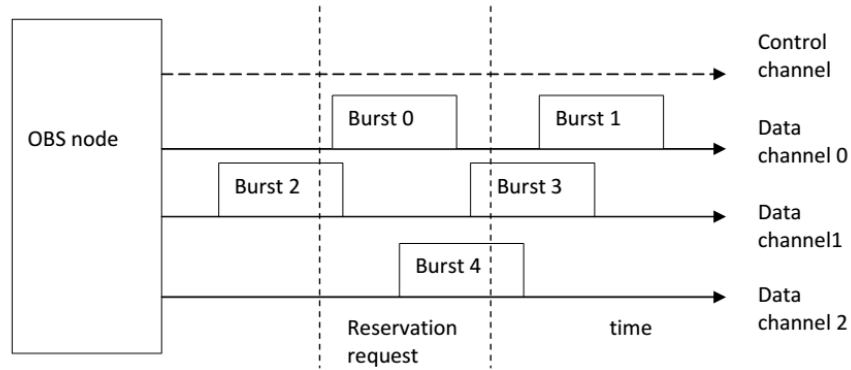 Control
channel
OBS node
Burst 0
Burst 1
Data
channel 0
Burst 2
Burst 3
Data
channel1
Burst 4
Data
channel 2
Reservation
request
time